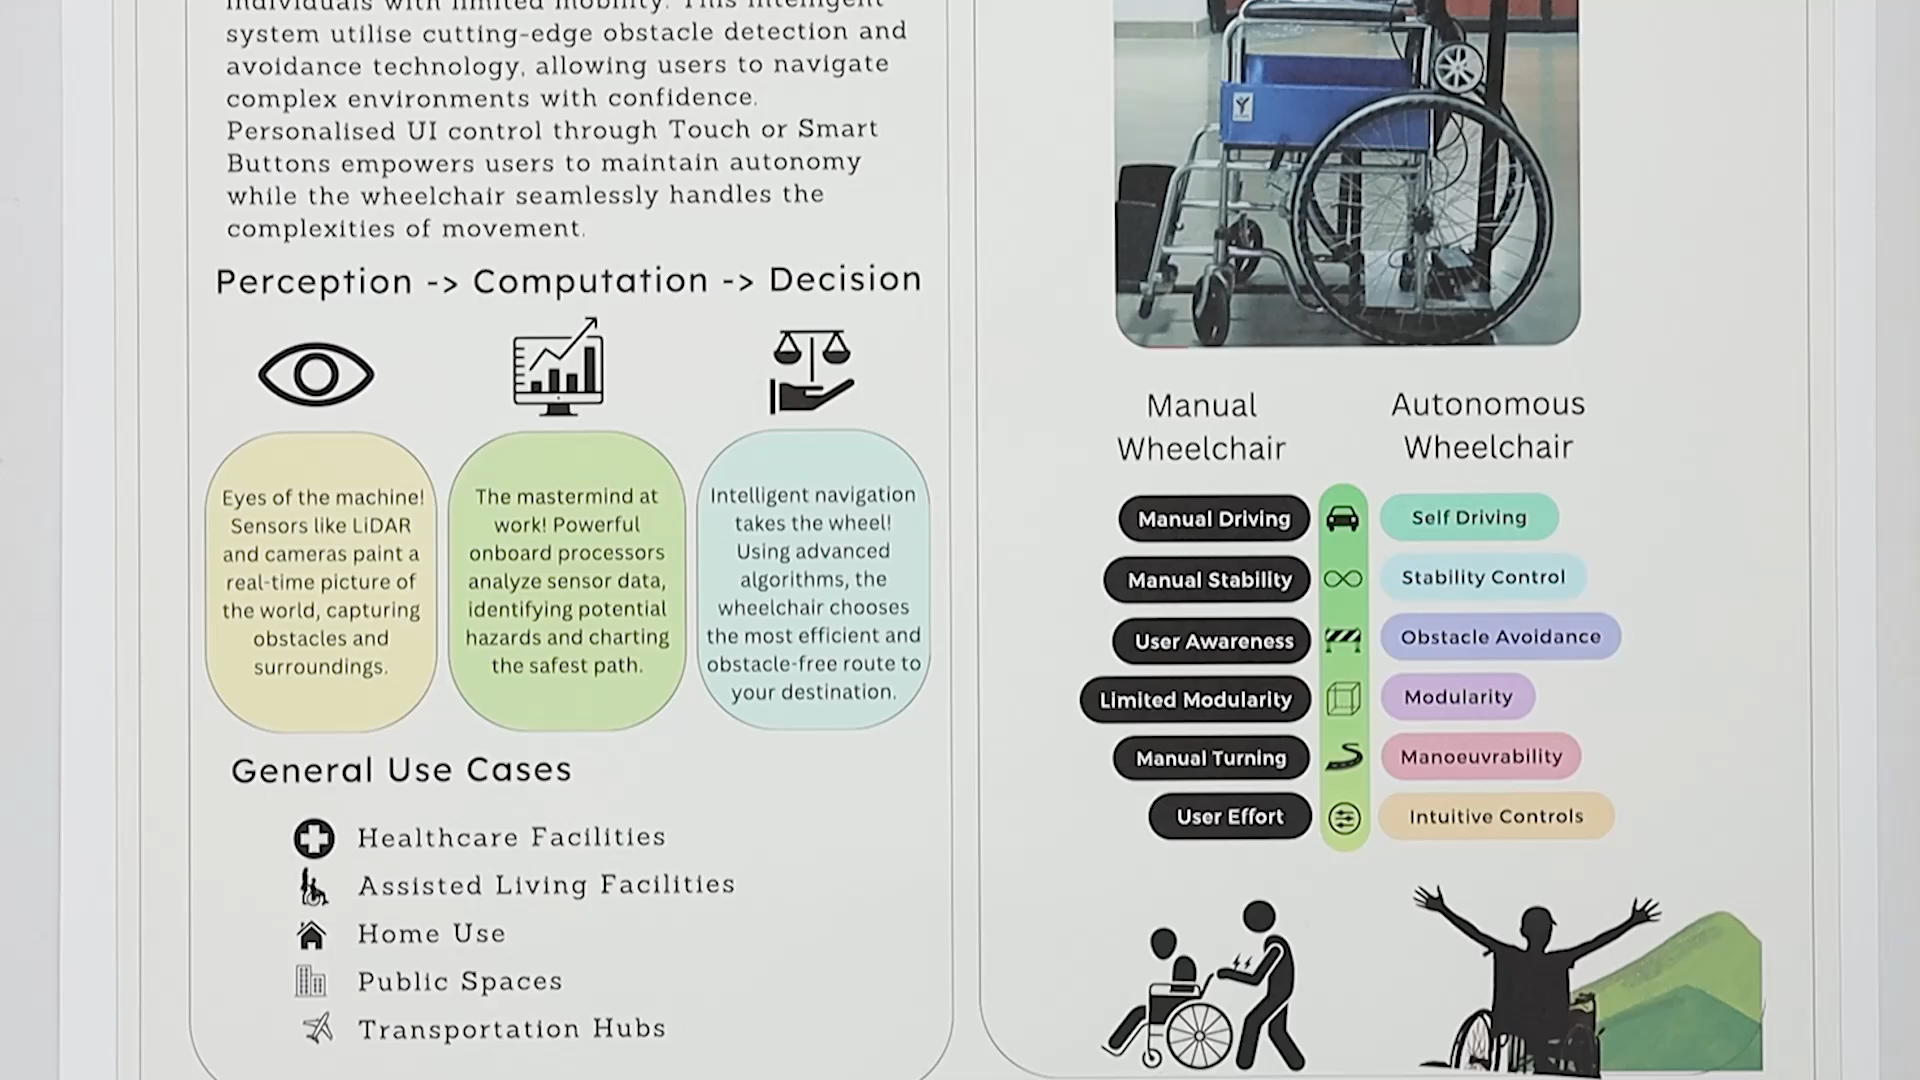 individuals with limited mobility. This intelligent
system utilise cutting-edge obstacle detection and
avoidance technology, allowing users to navigate
complex environments with confidence.
Personalised UI control through Touch or Smart
Buttons empowers users to maintain autonomy
while the wheelchair seamlessly handles the
complexities of movement.
Perception -> Computation -> Decision
Eyes of the machine!
Sensors like LiDAR
and cameras paint a
real-time picture of
the world, capturing
obstacles and
surroundings.
The mastermind at
work! Powerful
onboard processors
analyze sensor data,
identifying potential
hazards and charting
the safest path.
Intelligent navigation
takes the wheel!
Using advanced
algorithms, the
wheelchair chooses
the most efficient and
obstacle-free route to
your destination.
General Use Cases
Healthcare Facilities
Assisted Living Facilities
Home Use
Public Spaces
Transportation Hubs
Manual
Wheelchair
Autonomous
Wheelchair
Manual Driving
Self Driving
Manual Stability
Stability Control
User Awareness
Obstacle Avoidance
Limited Modularity
Modularity
Manual Turning
Manoeuvrability
User Effort
Intuitive Controls